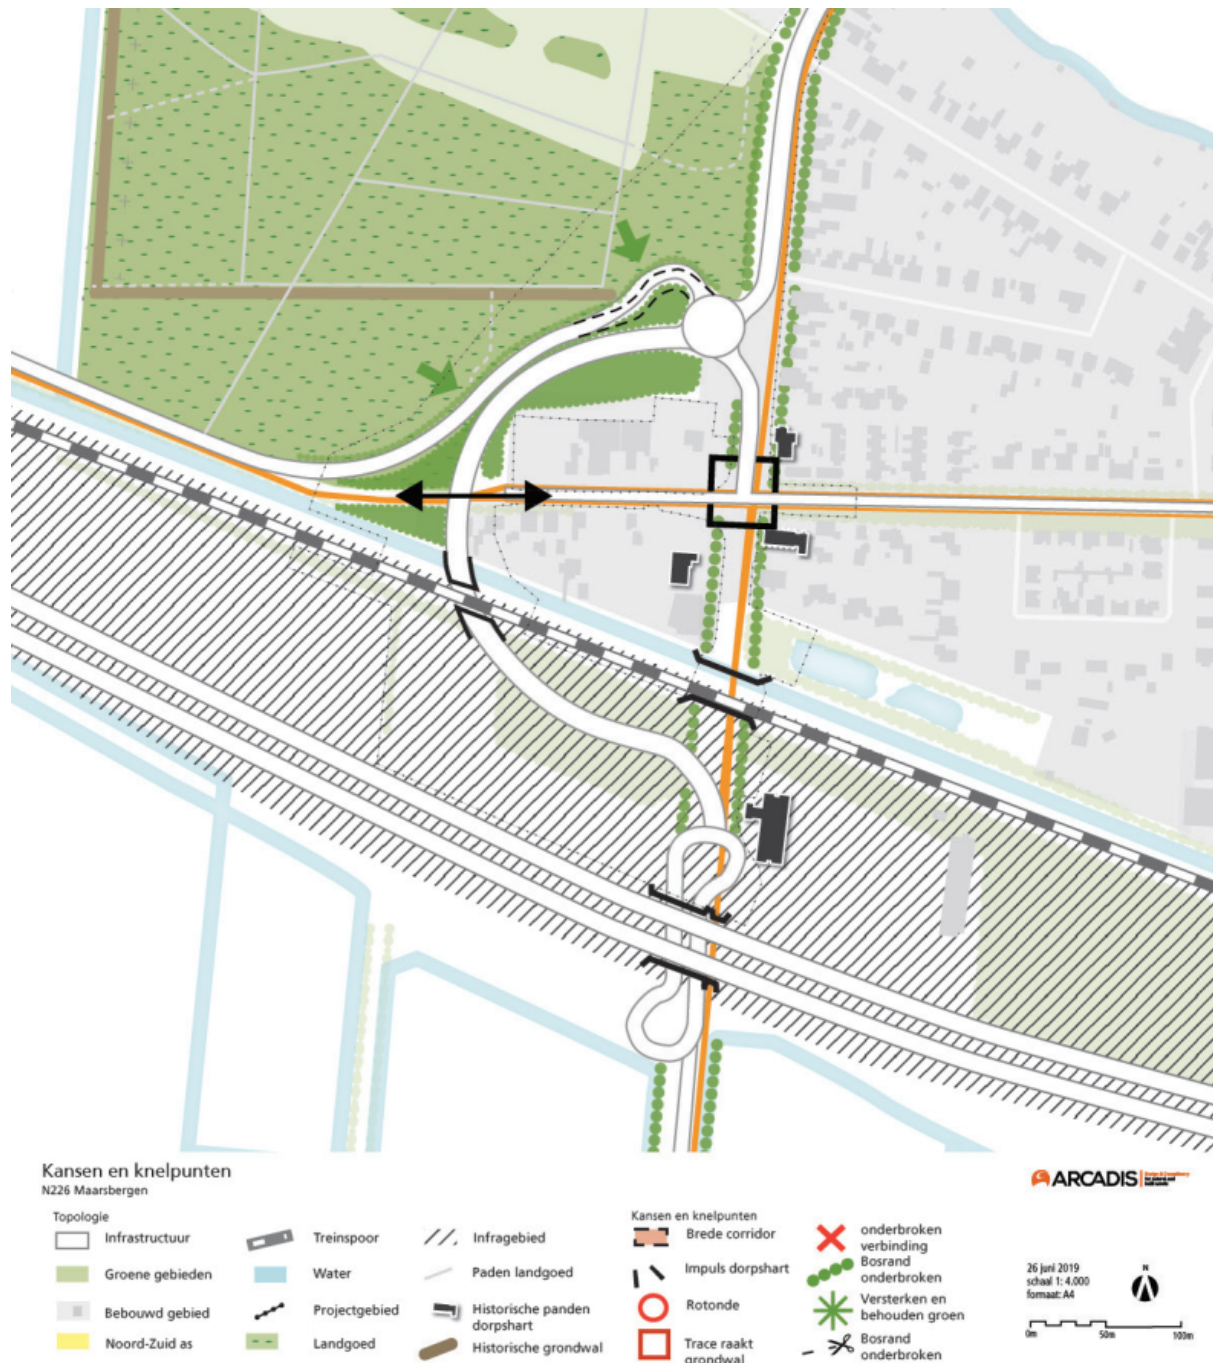 Kansen en knelpunten
N226 Maarsbergen
Topologie
Infrastructuur
Groene gebieden
Bebouwd gebied
Noord-Zuid as
Treinspoor
Water
Projectgebied
Landgoed
Infragebied
Paden landgoed
Historische panden
dorpshart
Historische grondwal
Kansen en knelpunten
Brede corridor
Impuls dorpshart
Rotonde
Trace raakt
grondwal
onderbroken
verbinding
Bosrand
onderbroken
Versterken en
behouden groen
Bosrand
onderbroken
ARCADIS
26 juni 2019
schaal 1: 4.000
formaat: A4
N
0m 50m 100m